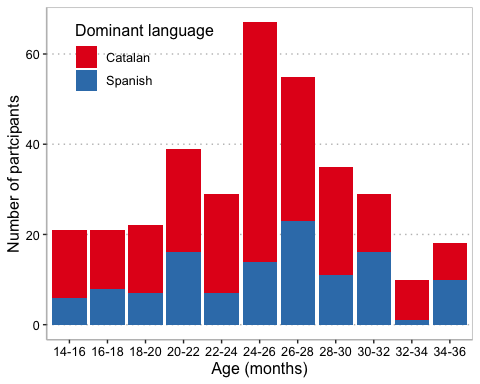 Dominant language
Catalan
Spanish
60
40
20
0
Number of partcipants
14-16 16-18 18-20 20-22 22-24 24-26 26-28 28-30 30-32 32-34 34-36
Age (months)